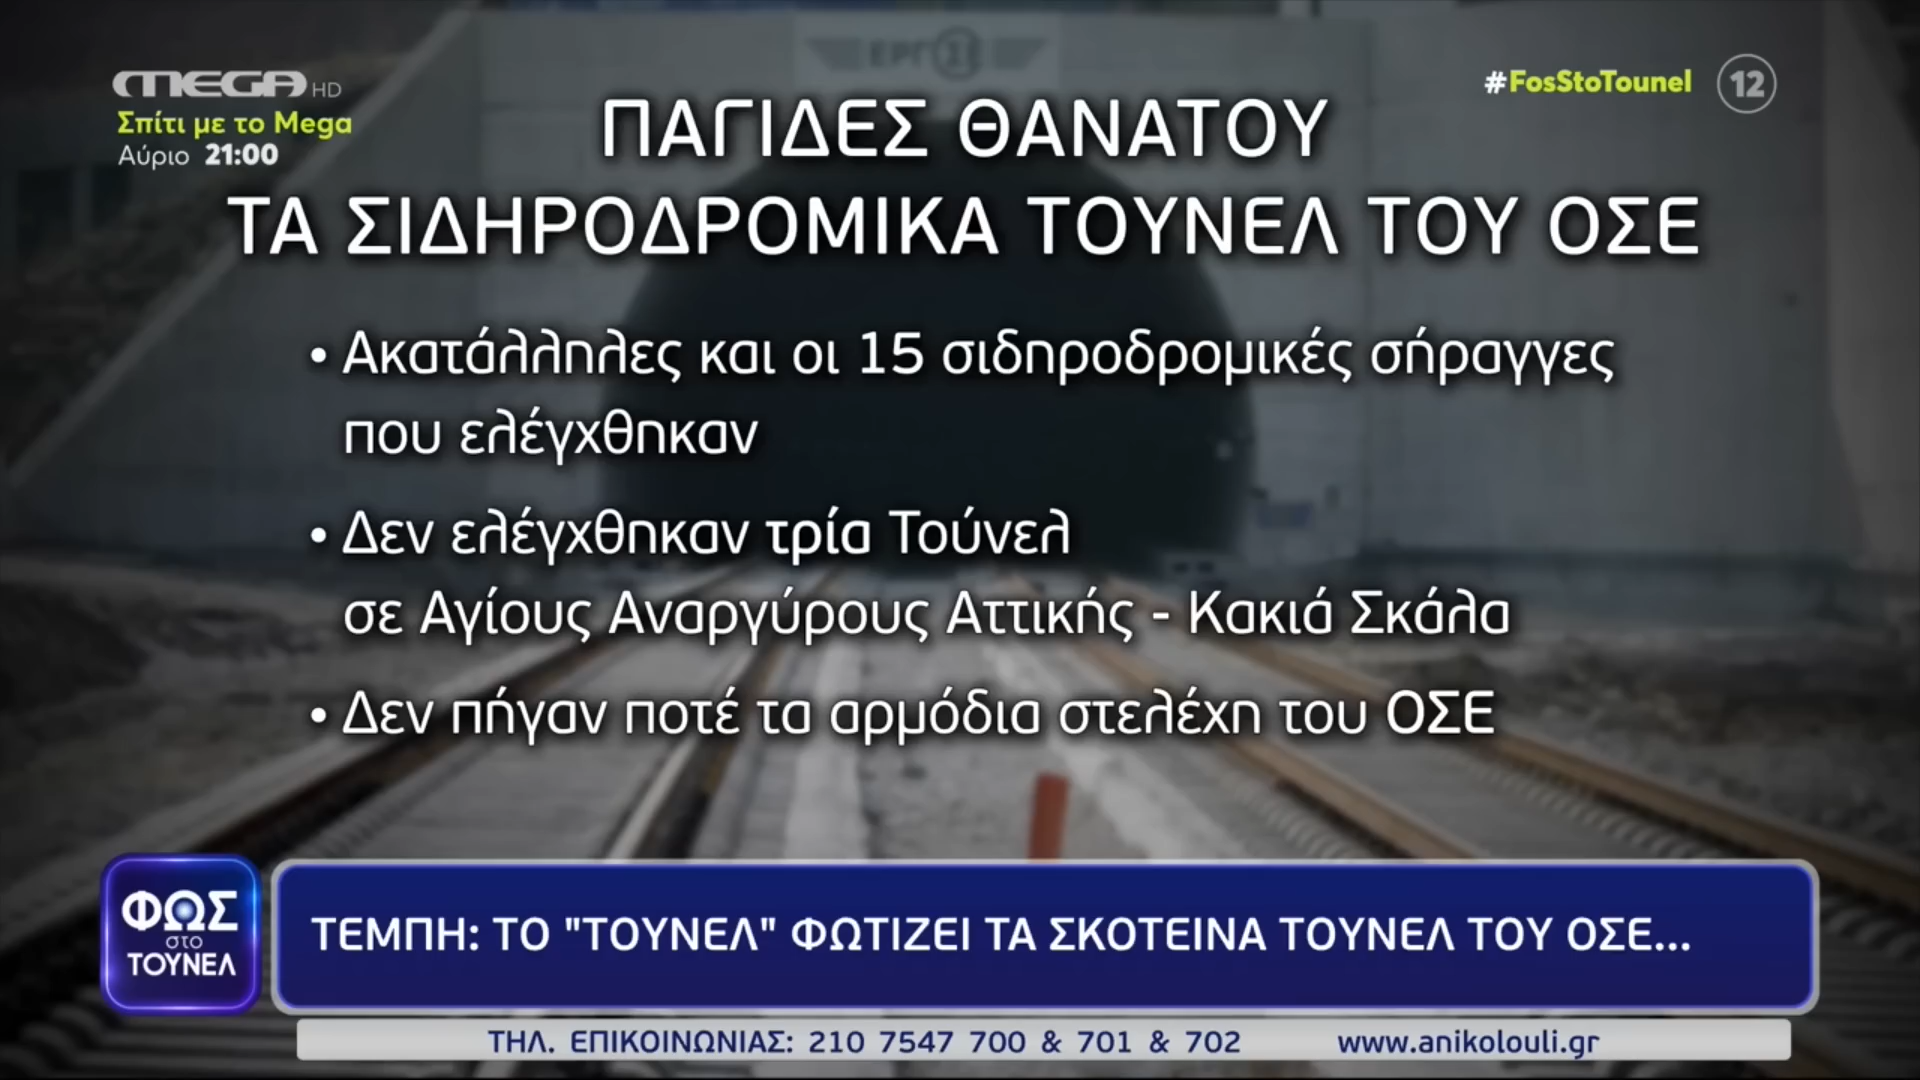 ΕΡΓΣΕ
MEGA HD
Σπίτι με το Mega
Αύριο 21:00
#FosStoTounel
12
ΠΑΓΙΔΕΣ ΘΑΝΑΤΟΥ
ΤΑ ΣΙΔΗΡΟΔΡΟΜΙΚΑ ΤΟΥΝΕΛ ΤΟΥ ΟΣΕ
• Ακατάλληλες και οι 15 σιδηροδρομικές σήραγγες
που ελέγχθηκαν
• Δεν ελέγχθηκαν τρία Τούνελ
σε Αγίους Αναργύρους Αττικής - Κακιά Σκάλα
• Δεν πήγαν ποτέ τα αρμόδια στελέχη του ΟΣΕ
ΦΩΣ
στο
ΤΟΥΝΕΛ
ΤΕΜΠΗ: ΤΟ "ΤΟΥΝΕΛ" ΦΩΤΙΖΕΙ ΤΑ ΣΚΟΤΕΙΝΑ ΤΟΥΝΕΛ ΤΟΥ ΟΣΕ...
ΤΗΛ. ΕΠΙΚΟΙΝΩΝΙΑΣ: 210 7547 700 & 701 & 702 www.anikolouli.gr